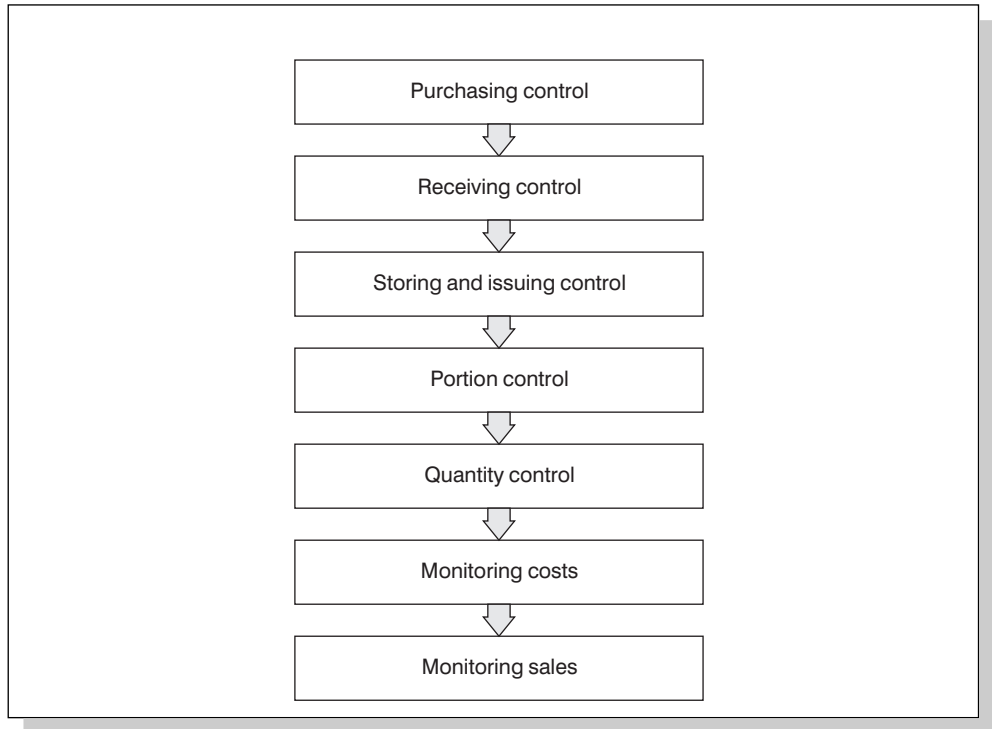 Purchasing control
Receiving control
Storing and issuing control
Portion control
Quantity control
Monitoring costs
Monitoring sales